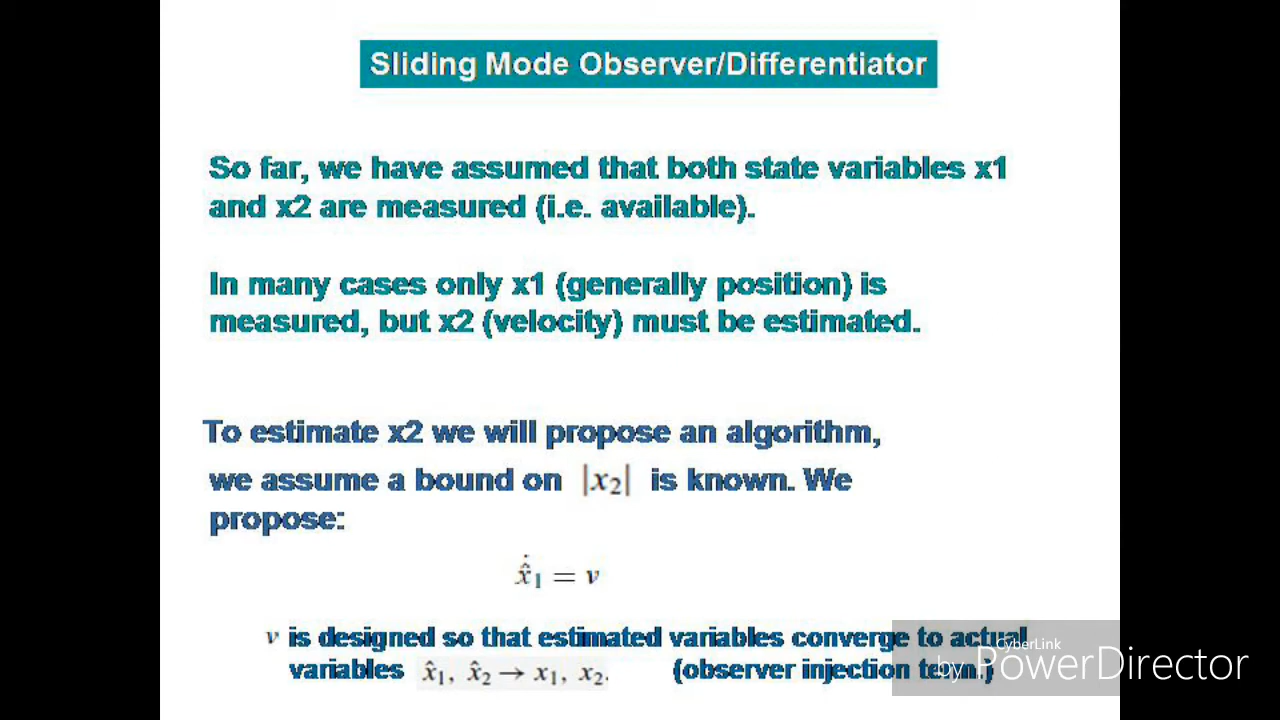 Sliding Mode Observer/Differentiator
So far, we have assumed that both state variables x1
and x2 are measured (i.e. available).
In many cases only x1 (generally position) is
measured, but x2 (velocity) must be estimated.
To estimate x2 we will propose an algorithm,
we assume a bound on |x₂| is known. We
propose:
x̂̇₁ = v
v is designed so that estimated variables converge to actual
variables x̂₁, x̂₂ → x₁, x₂. (observer injection term.)
CyberLink
by PowerDirector